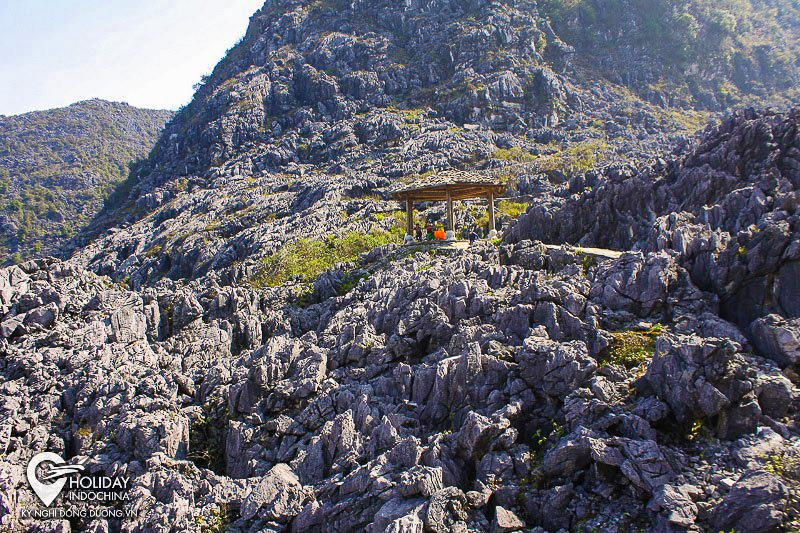 HOLIDAY
INDOCHINA
KỲ NGHỈ ĐÔNG DƯƠNG.VN